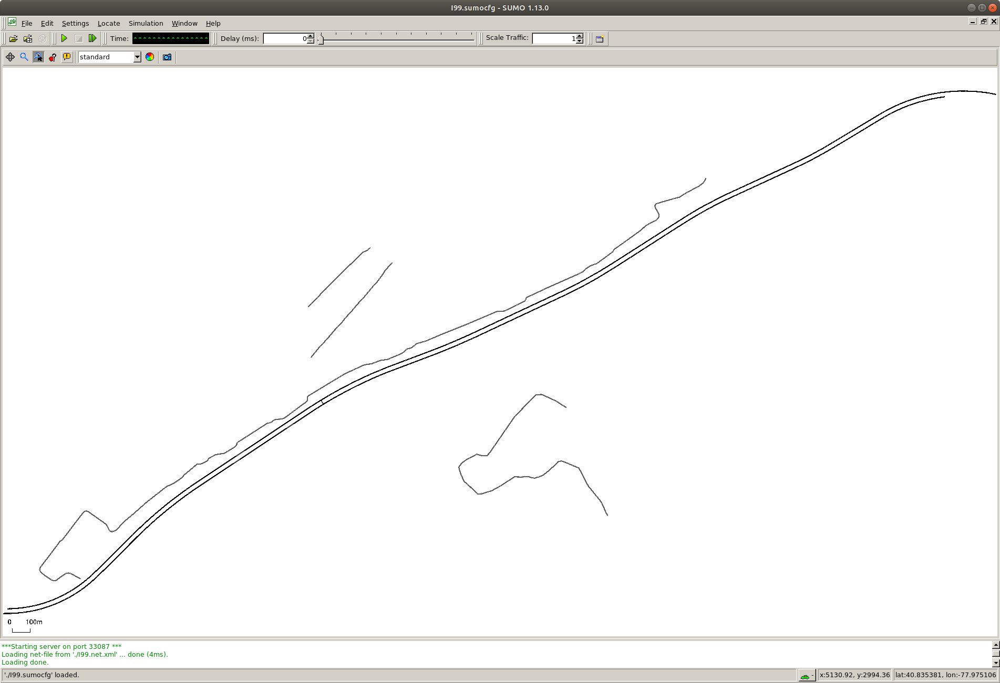 I99.sumocfg - SUMO 1.13.0
File Edit Settings Locate Simulation Window Help
Time: Delay (ms): 0 Scale Traffic: 1
standard
0 100m
***Starting server on port 33087 ***
Loading net-file from './I99.net.xml' ... done (4ms).
Loading done.
'./I99.sumocfg' loaded. - x:5130.92, y:2994.36 lat:40.835381, lon:-77.975106